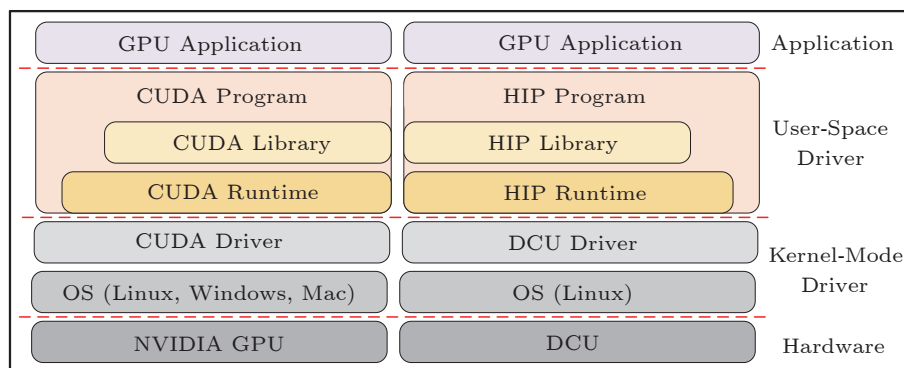 GPU Application
GPU Application
Application
CUDA Program
HIP Program
CUDA Library
HIP Library
User-Space
Driver
CUDA Runtime
HIP Runtime
CUDA Driver
DCU Driver
Kernel-Mode
Driver
OS (Linux, Windows, Mac)
OS (Linux)
NVIDIA GPU
DCU
Hardware